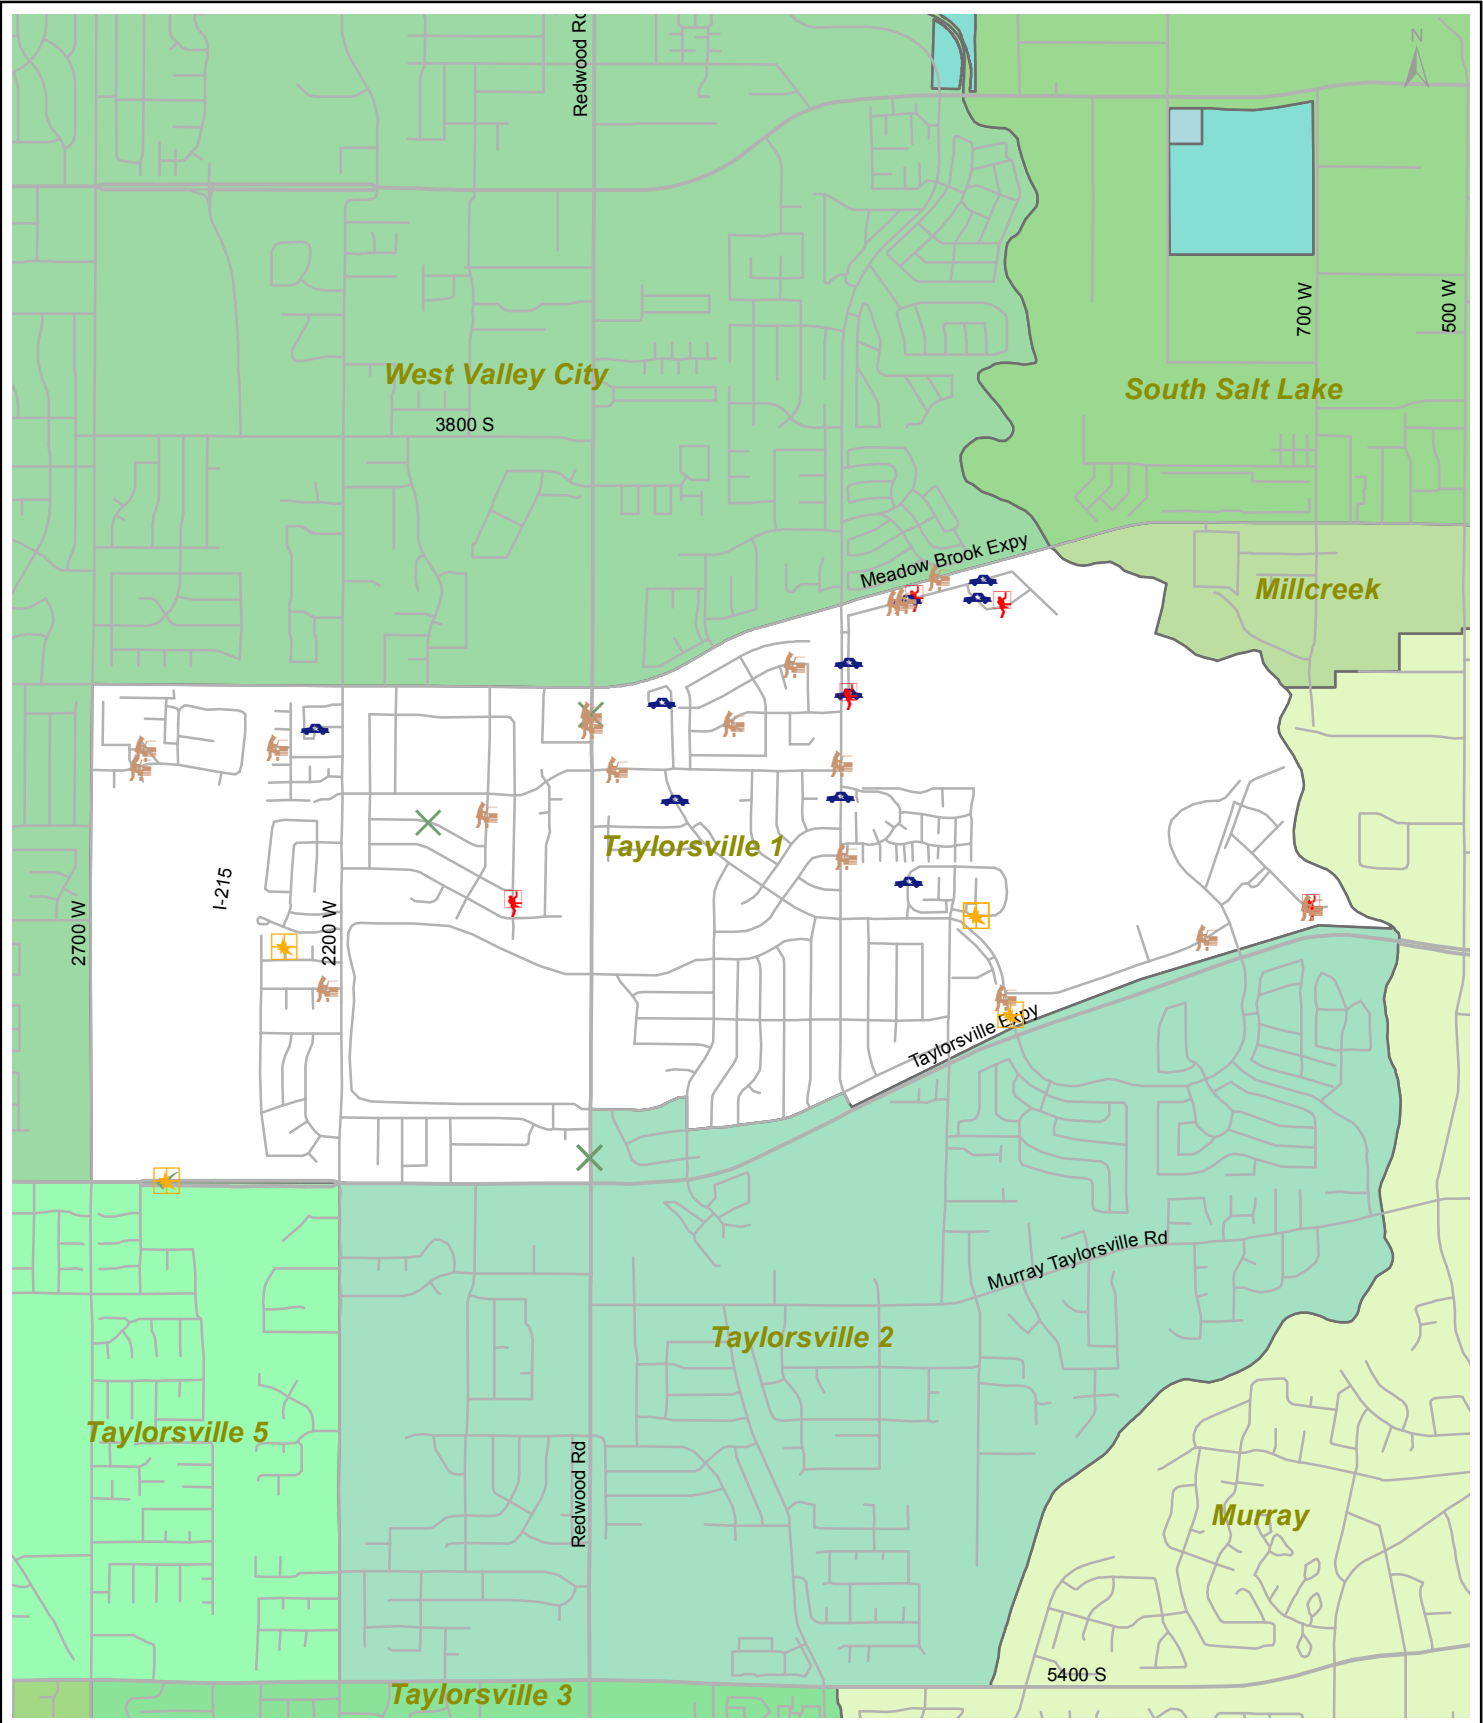 Redwood Rd
N
700 W
500 W
West Valley City
South Salt Lake
3800 S
Meadow Brook Expy
Millcreek
Taylorsville 1
I-215
2700 W
2200 W
Taylorsville Expy
Murray Taylorsville Rd
Taylorsville 2
Taylorsville 5
Redwood Rd
Murray
5400 S
Taylorsville 3